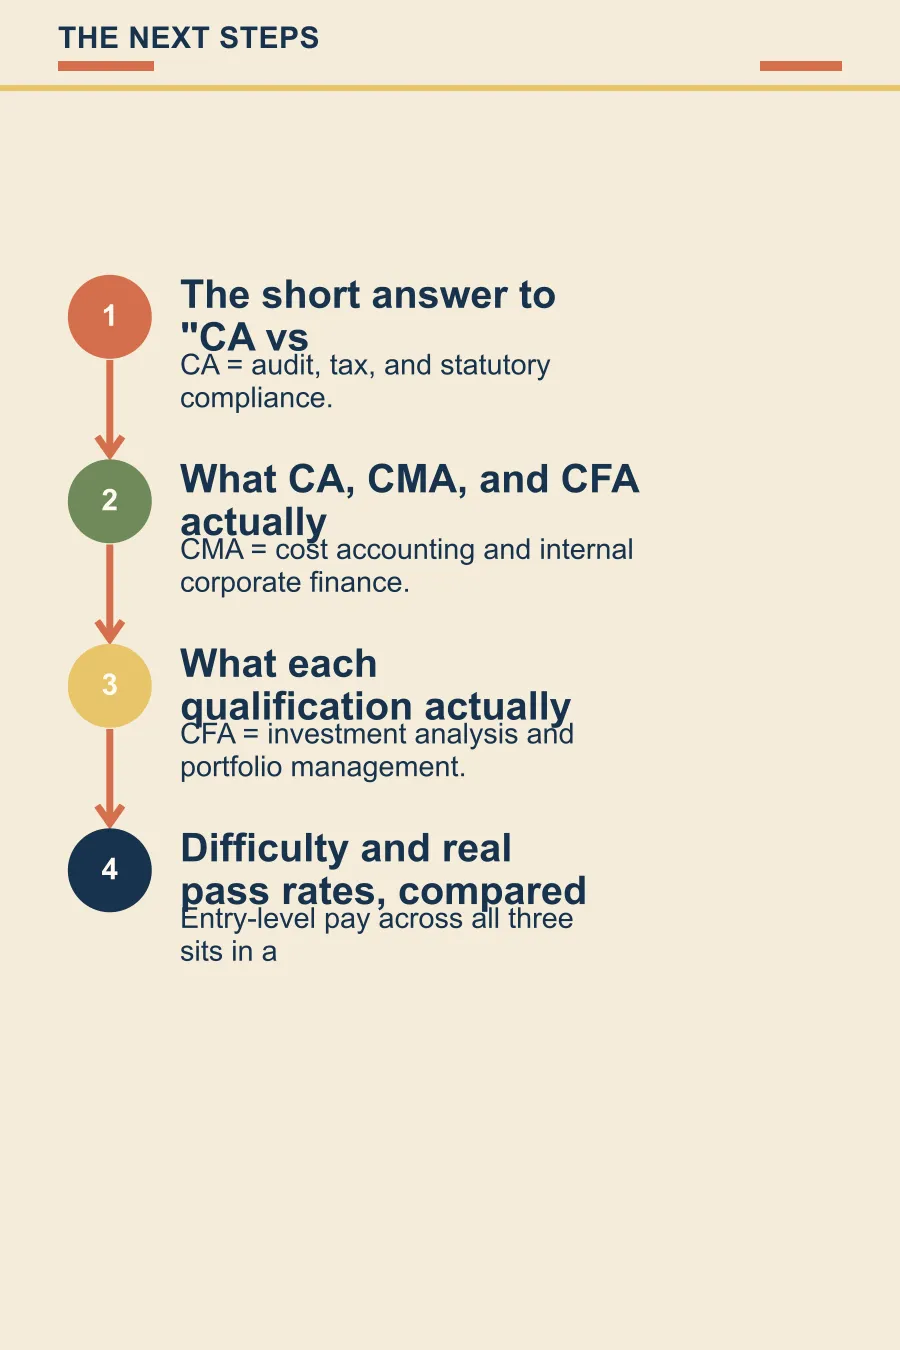 THE NEXT STEPS
1
The short answer to
"CA vs
CA = audit, tax, and statutory
compliance.
2
What CA, CMA, and CFA
actually
CMA = cost accounting and internal
corporate finance.
3
What each
qualification actually
CFA = investment analysis and
portfolio management.
4
Difficulty and real
pass rates, compared
Entry-level pay across all three
sits in a